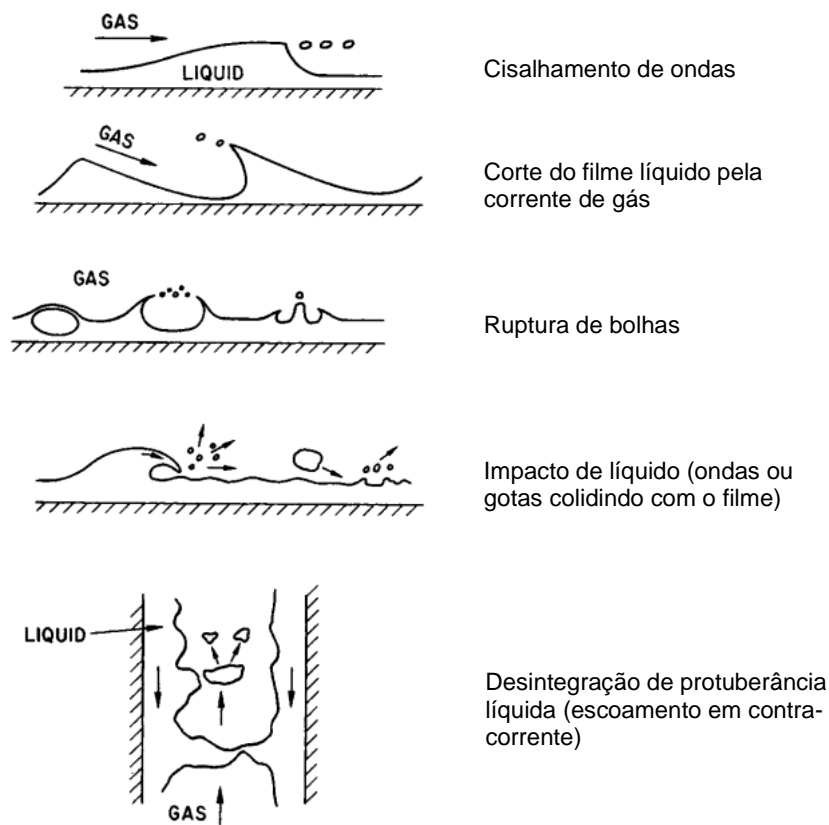 GAS
LIQUID
Cisalhamento de ondas
GAS
Corte do filme líquido pela
corrente de gás
GAS
Ruptura de bolhas
Impacto de líquido (ondas ou
gotas colidindo com o filme)
LIQUID
Desintegração de protuberância
líquida (escoamento em contra-
corrente)
GAS